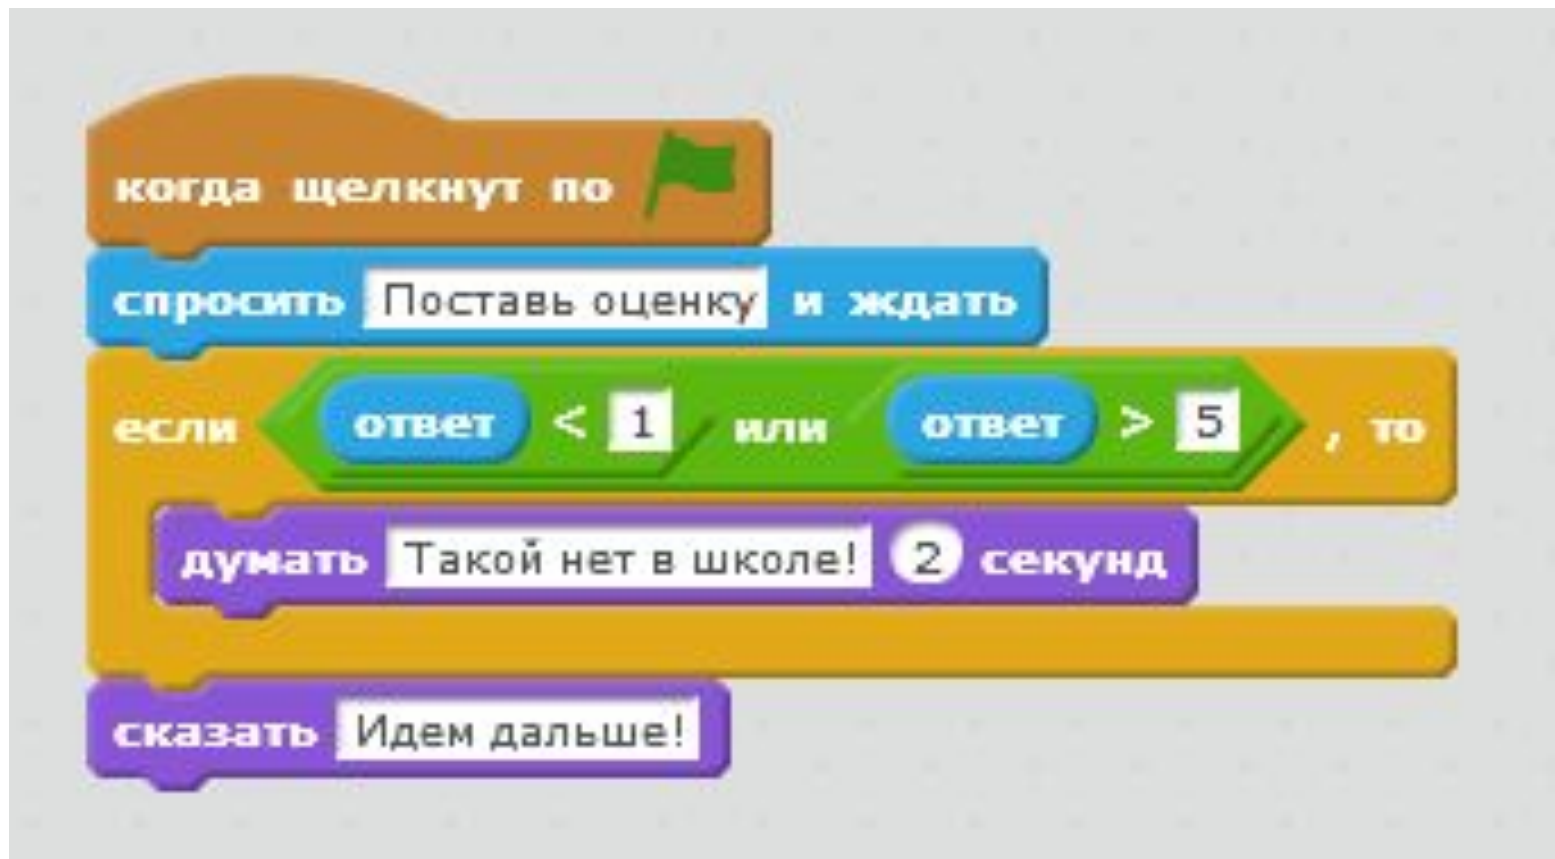 когда щелкнут по
спросить Поставь оценку и ждать
если ответ < 1 или ответ > 5 , то
думать Такой нет в школе! 2 секунд
сказать Идем дальше!